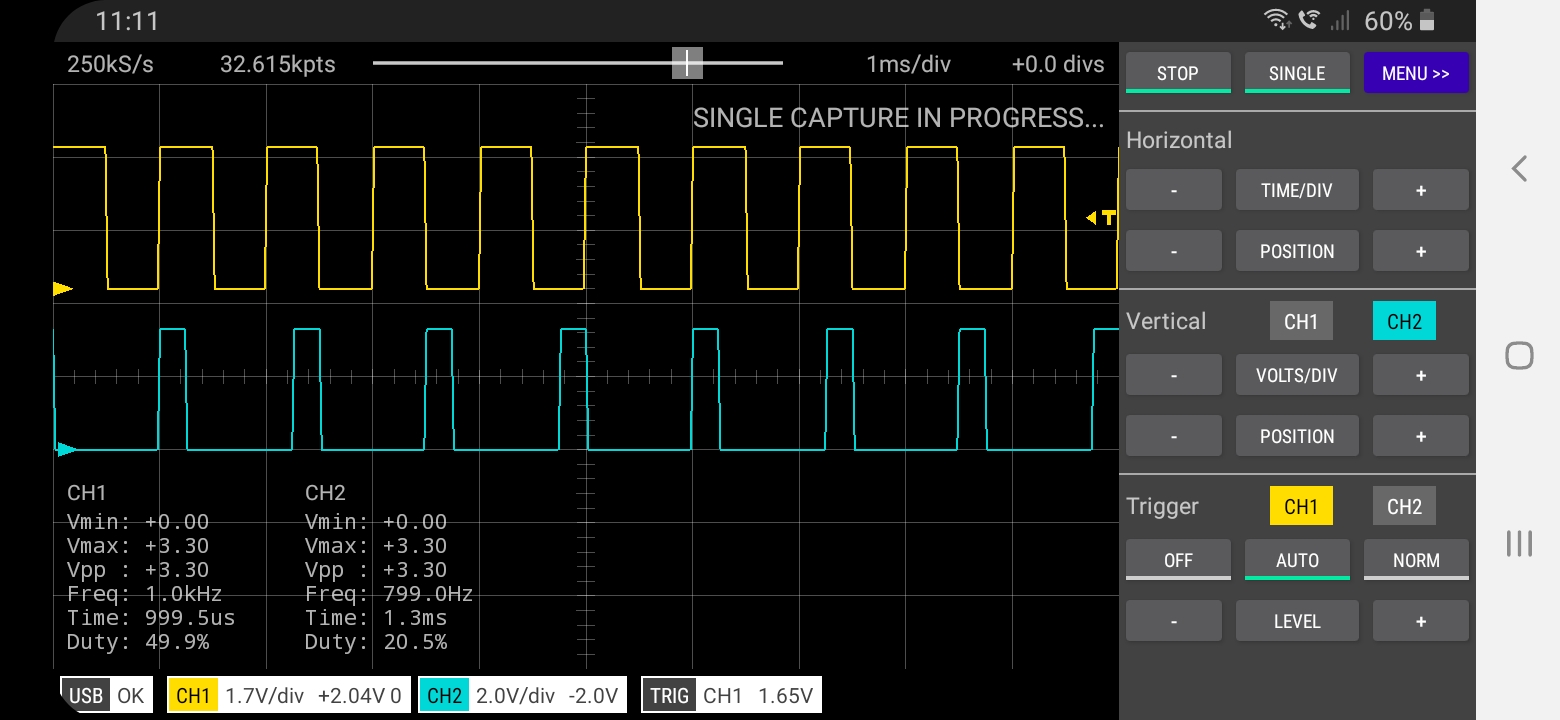 11:11 60%
250kS/s 32.615kpts 1ms/div +0.0 divs
STOP SINGLE MENU >>
SINGLE CAPTURE IN PROGRESS...
T
Horizontal
- TIME/DIV +
- POSITION +
Vertical CH1 CH2
- VOLTS/DIV +
- POSITION +
Trigger CH1 CH2
OFF AUTO NORM
- LEVEL +
CH1
Vmin: +0.00
Vmax: +3.30
Vpp : +3.30
Freq: 1.0kHz
Time: 999.5us
Duty: 49.9%
CH2
Vmin: +0.00
Vmax: +3.30
Vpp : +3.30
Freq: 799.0Hz
Time: 1.3ms
Duty: 20.5%
USB OK CH1 1.7V/div +2.04V 0 CH2 2.0V/div -2.0V TRIG CH1 1.65V